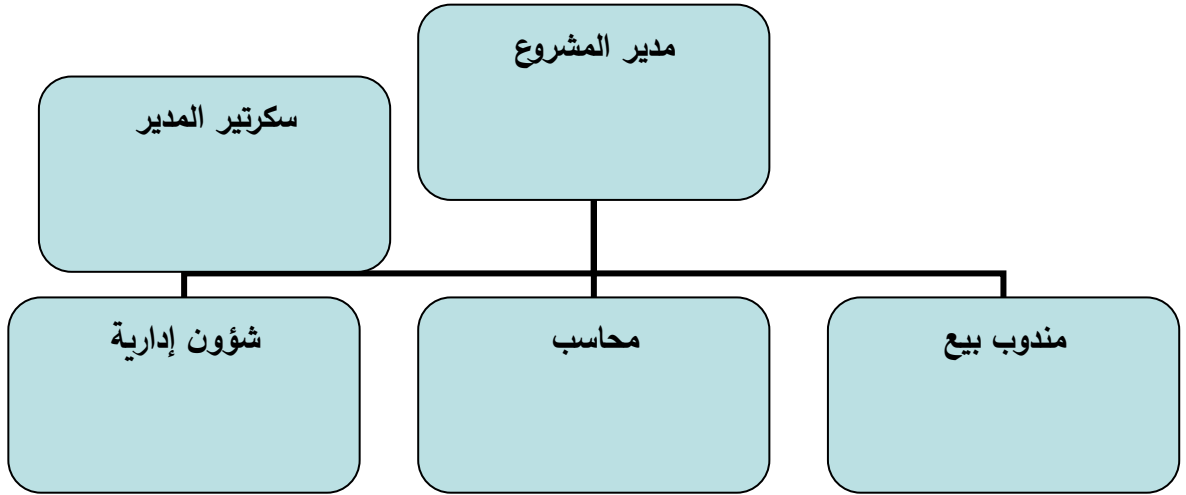 مدير المشروع
سكرتير المدير
مندوب بيع
محاسب
شؤون إدارية